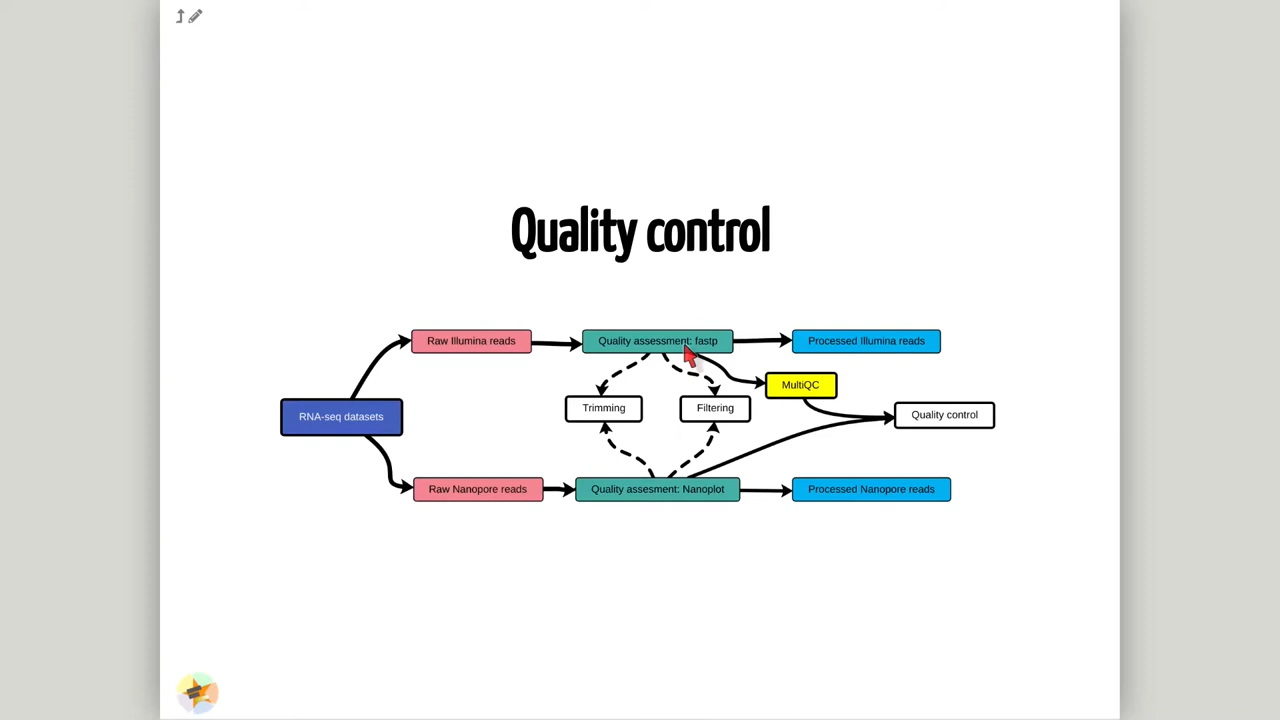 Quality control
Raw Illumina reads
Quality assessment: fastp
Processed Illumina reads
MultiQC
RNA-seq datasets
Trimming
Filtering
Quality control
Raw Nanopore reads
Quality assesment: Nanoplot
Processed Nanopore reads